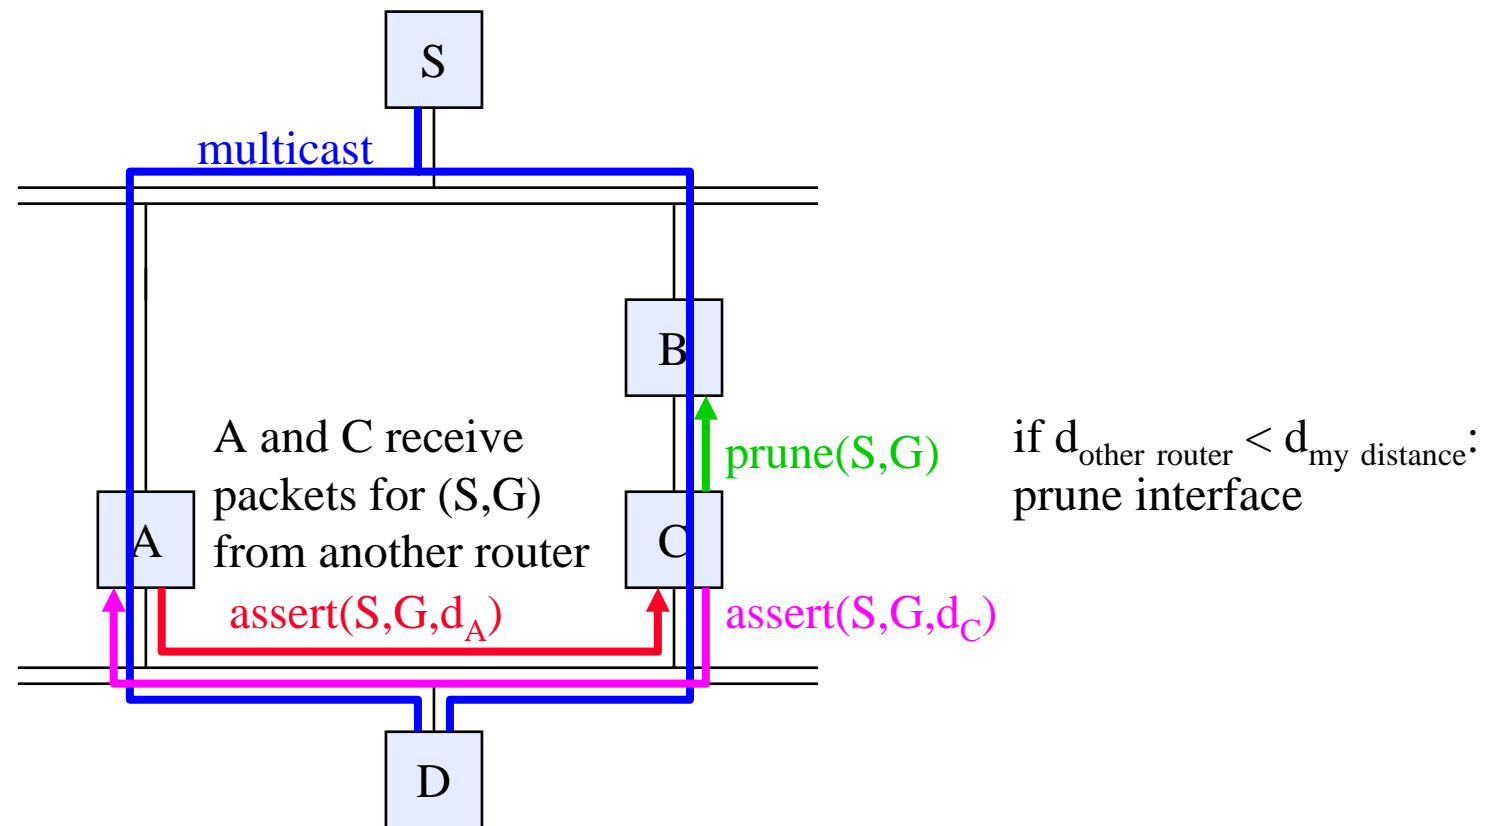 S
multicast
B
A and C receive
packets for (S,G)
from another router
prune(S,G)
if d_other router < d_my distance:
prune interface
A
C
assert(S,G,d_A)
assert(S,G,d_C)
D